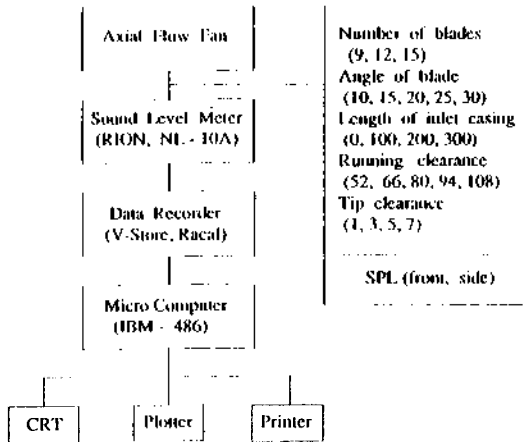 Axial Flow Fan
Sound Level Meter
(RION, NL - 10A)
Data Recorder
(V-Store, Racal)
Micro Computer
(IBM - 486)
CRT
Plotter
Printer
Number of blades
(9, 12, 15)
Angle of blade
(10, 15, 20, 25, 30)
Length of inlet casing
(0, 100, 200, 300)
Running clearance
(52, 66, 80, 94, 108)
Tip clearance
(1, 3, 5, 7)
SPL (front, side)